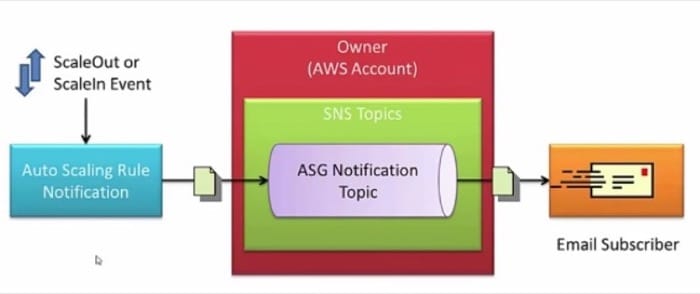 ScaleOut or
ScaleIn Event
Auto Scaling Rule
Notification
Owner
(AWS Account)
SNS Topics
ASG Notification
Topic
Email Subscriber